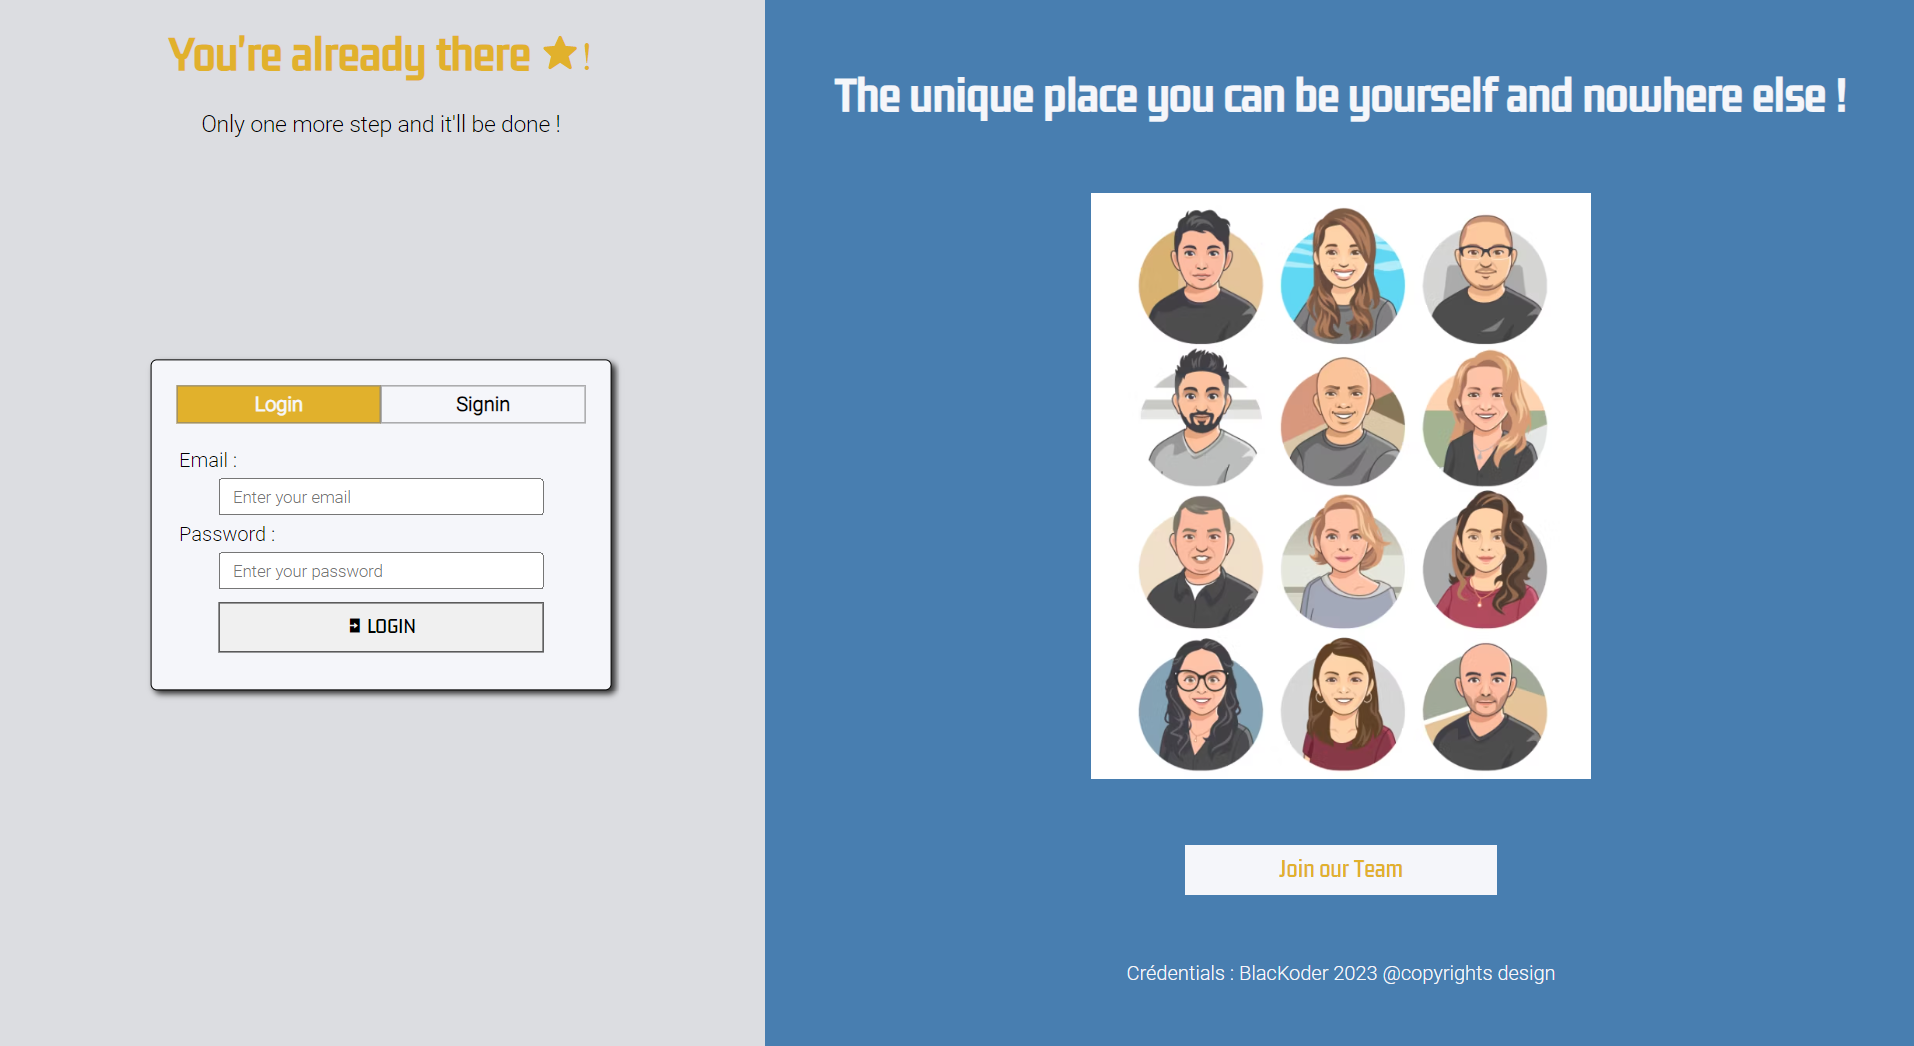 You're already there ★!
Only one more step and it'll be done !
Login
Signin
Email :
Enter your email
Password :
Enter your password
LOGIN
The unique place you can be yourself and nowhere else !
Join our Team
Crédentials : BlacKoder 2023 @copyrights design